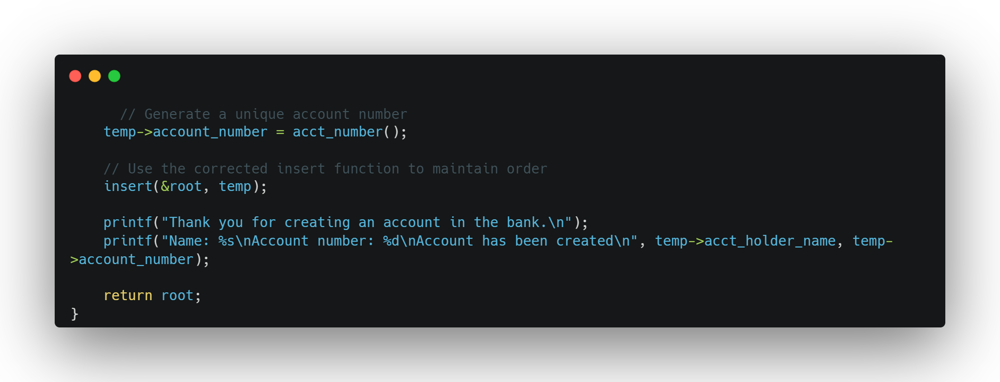 // Generate a unique account number
temp->account_number = acct_number();
// Use the corrected insert function to maintain order
insert(&root, temp);
printf("Thank you for creating an account in the bank.\n");
printf("Name: %s\nAccount number: %d\nAccount has been created\n", temp->acct_holder_name, temp-
>account_number);
return root;
}